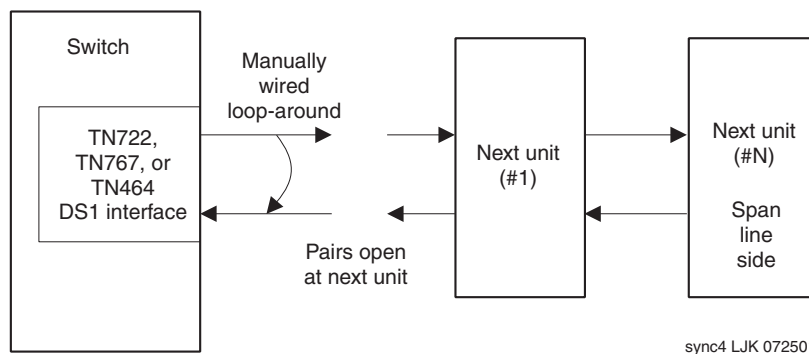 Switch
Manually
wired
loop-around
TN722,
TN767, or
TN464
DS1 interface
Pairs open
at next unit
Next unit
(#1)
Next unit
(#N)
Span
line
side
sync4 LJK 07250